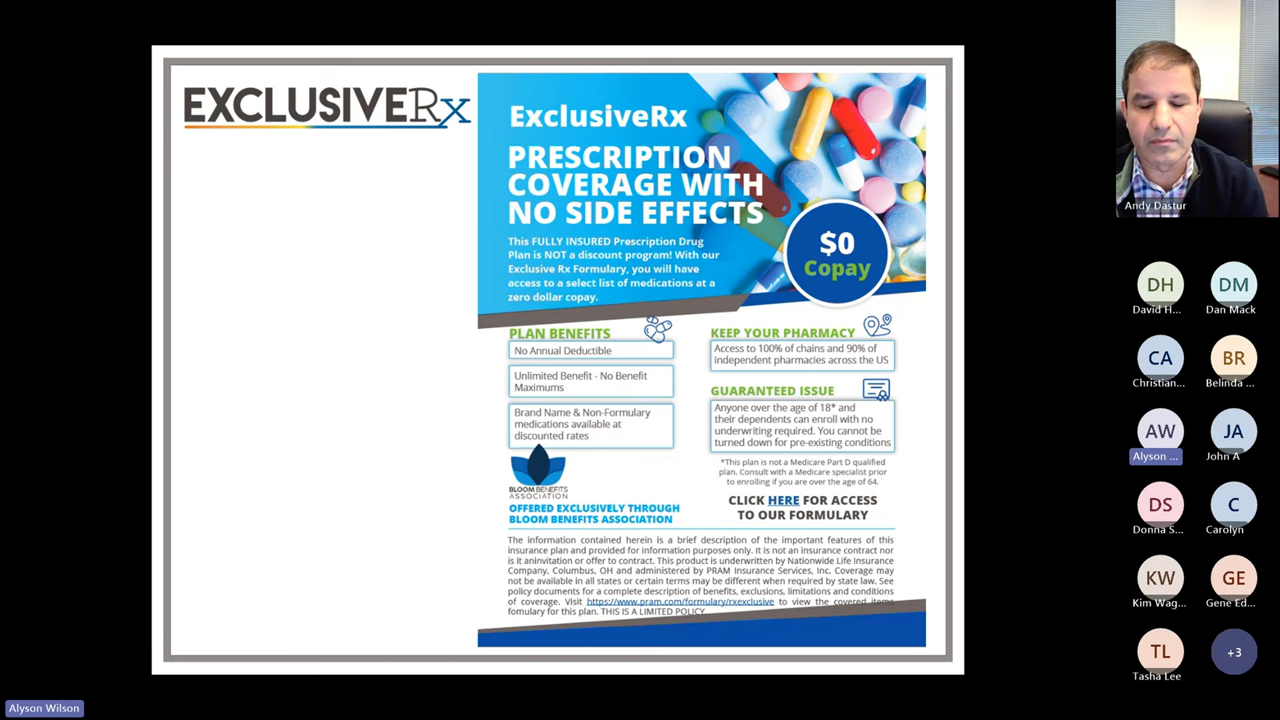 EXCLUSIVERx
ExclusiveRx
PRESCRIPTION
COVERAGE WITH
NO SIDE EFFECTS
This FULLY INSURED Prescription Drug
Plan is NOT a discount program! With our
Exclusive Rx Formulary, you will have
access to a select list of medications at a
zero dollar copay.
$0
Copay
PLAN BENEFITS
No Annual Deductible
Unlimited Benefit - No Benefit
Maximums
Brand Name & Non-Formulary
medications available at
discounted rates
KEEP YOUR PHARMACY
Access to 100% of chains and 90% of
independent pharmacies across the US
GUARANTEED ISSUE
Anyone over the age of 18* and
their dependents can enroll with no
underwriting required. You cannot be
turned down for pre-existing conditions
*This plan is not a Medicare Part D qualified
plan. Consult with a Medicare specialist prior
to enrolling if you are over the age of 64.
BLOOM BENEFITS
ASSOCIATION
OFFERED EXCLUSIVELY THROUGH
BLOOM BENEFITS ASSOCIATION
CLICK HERE FOR ACCESS
TO OUR FORMULARY
The information contained herein is a brief description of the important features of this
insurance plan and provided for information purposes only. It is not an insurance contract nor
is it aninvitation or offer to contract. This product is underwritten by Nationwide Life Insurance
Company, Columbus, OH and administered by PRAM Insurance Services, Inc. Coverage may
not be available in all states or certain terms may be different when required by state law. See
policy documents for a complete description of benefits, exclusions, limitations and conditions
of coverage. Visit https://www.pram.com/formulary/rxexclusive to view the covered items
fomulary for this plan. THIS IS A LIMITED POLICY.
Andy Dastur
DH
David H...
DM
Dan Mack
CA
Christian...
BR
Belinda ...
AW
Alyson ...
JA
John A
DS
Donna S...
C
Carolyn
KW
Kim Wag...
GE
Gene Ed...
TL
Tasha Lee
+3
Alyson Wilson